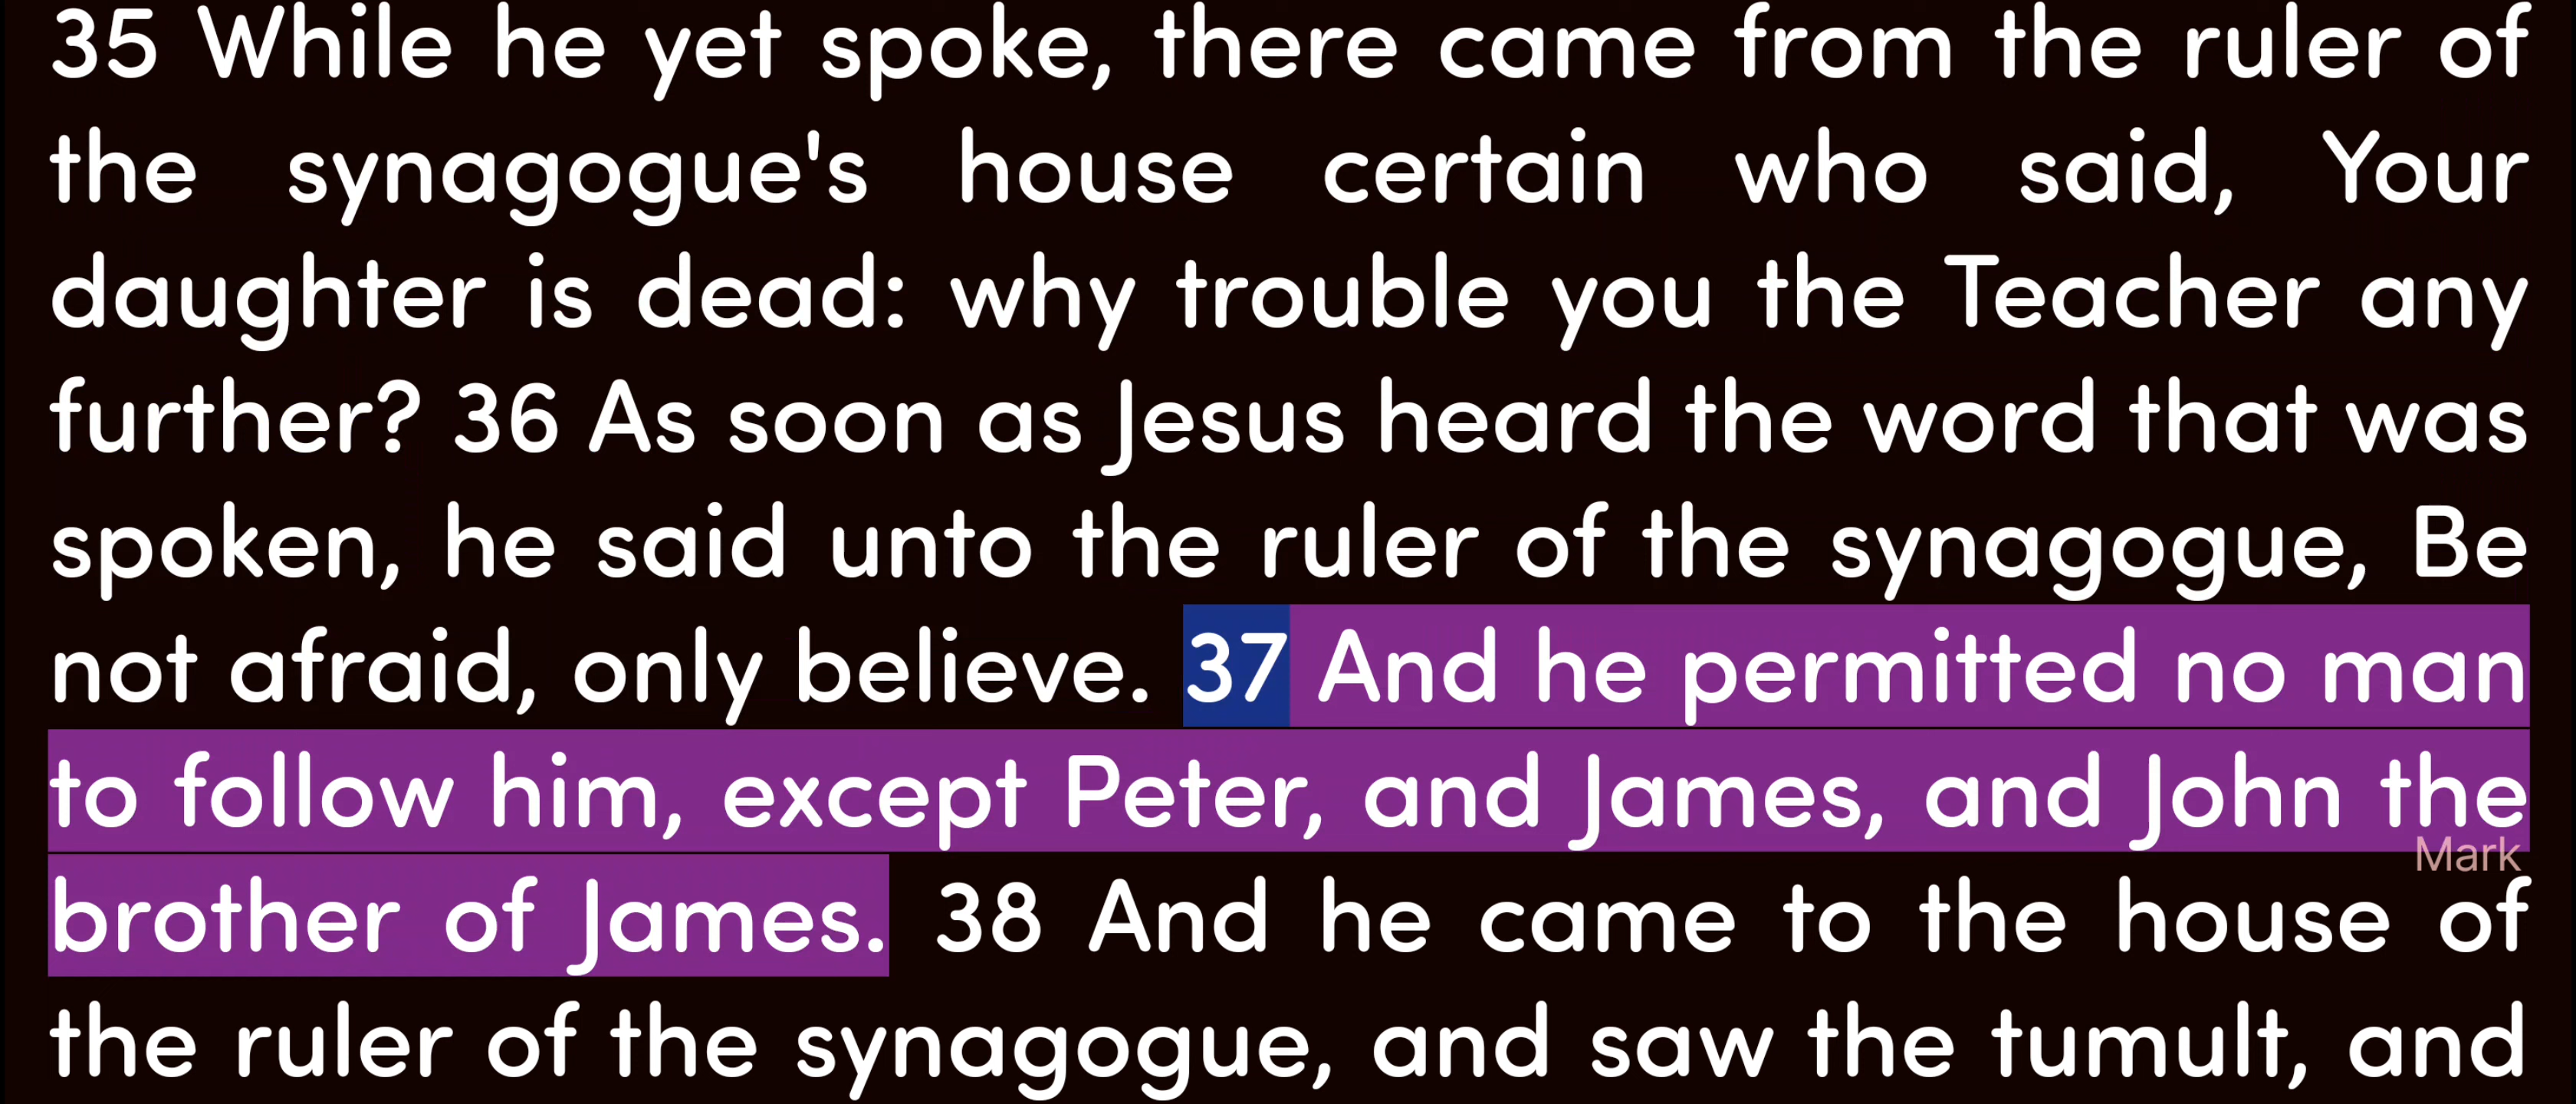 35 While he yet spoke, there came from the ruler of
the synagogue's house certain who said, Your
daughter is dead: why trouble you the Teacher any
further? 36 As soon as Jesus heard the word that was
spoken, he said unto the ruler of the synagogue, Be
not afraid, only believe. 37 And he permitted no man
to follow him, except Peter, and James, and John the
Mark
brother of James. 38 And he came to the house of
the ruler of the synagogue, and saw the tumult, and